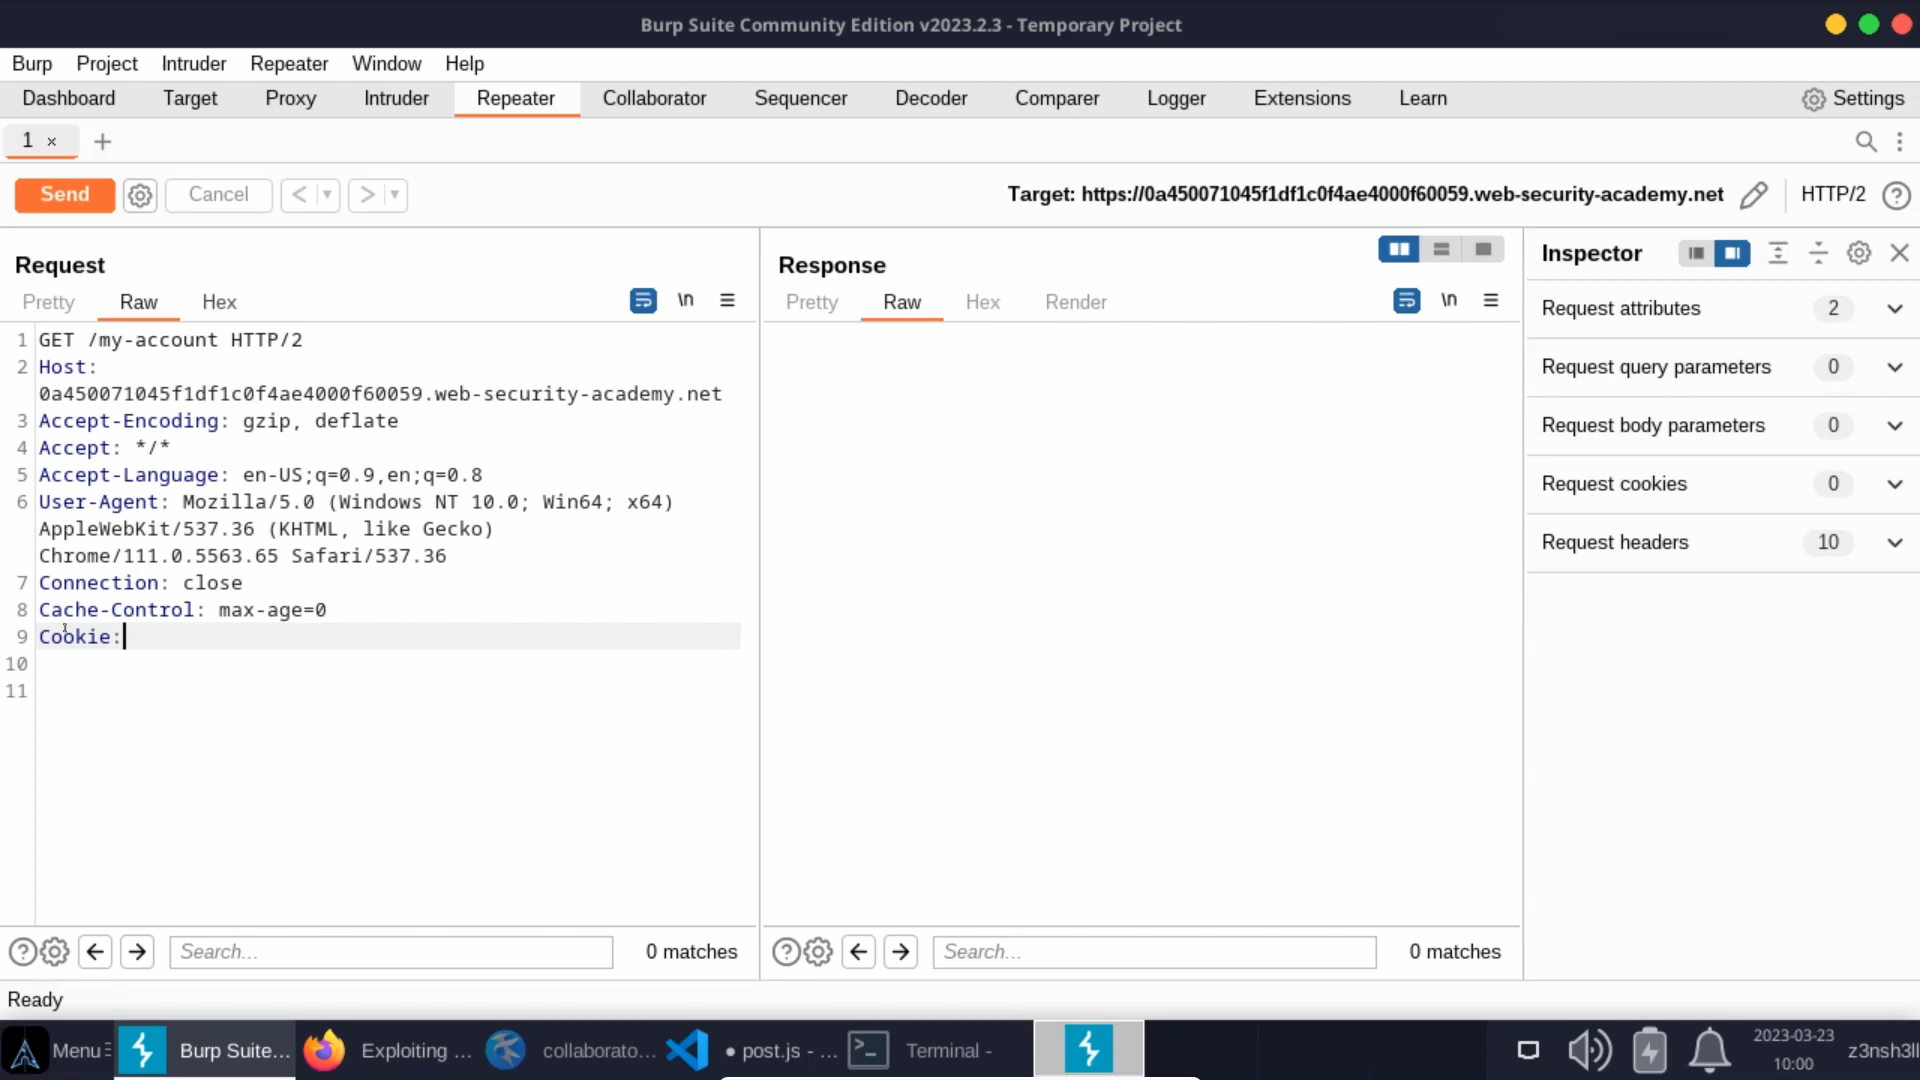 Burp Suite Community Edition v2023.2.3 - Temporary Project
Burp Project Intruder Repeater Window Help
Dashboard Target Proxy Intruder Repeater Collaborator Sequencer Decoder Comparer Logger Extensions Learn Settings
1 × +
Send Cancel < > Target: https://0a450071045f1df1c0f4ae4000f60059.web-security-academy.net HTTP/2
Request
Pretty Raw Hex \n
1 GET /my-account HTTP/2
2 Host:
0a450071045f1df1c0f4ae4000f60059.web-security-academy.net
3 Accept-Encoding: gzip, deflate
4 Accept: */*
5 Accept-Language: en-US;q=0.9,en;q=0.8
6 User-Agent: Mozilla/5.0 (Windows NT 10.0; Win64; x64)
AppleWebKit/537.36 (KHTML, like Gecko)
Chrome/111.0.5563.65 Safari/537.36
7 Connection: close
8 Cache-Control: max-age=0
9 Cookie:
10
11
Search... 0 matches
Response
Pretty Raw Hex Render \n
Search... 0 matches
Inspector
Request attributes 2
Request query parameters 0
Request body parameters 0
Request cookies 0
Request headers 10
Ready
Menu Burp Suite... Exploiting ... collaborato... ● post.js - ... Terminal - 2023-03-23
10:00 z3nsh3ll